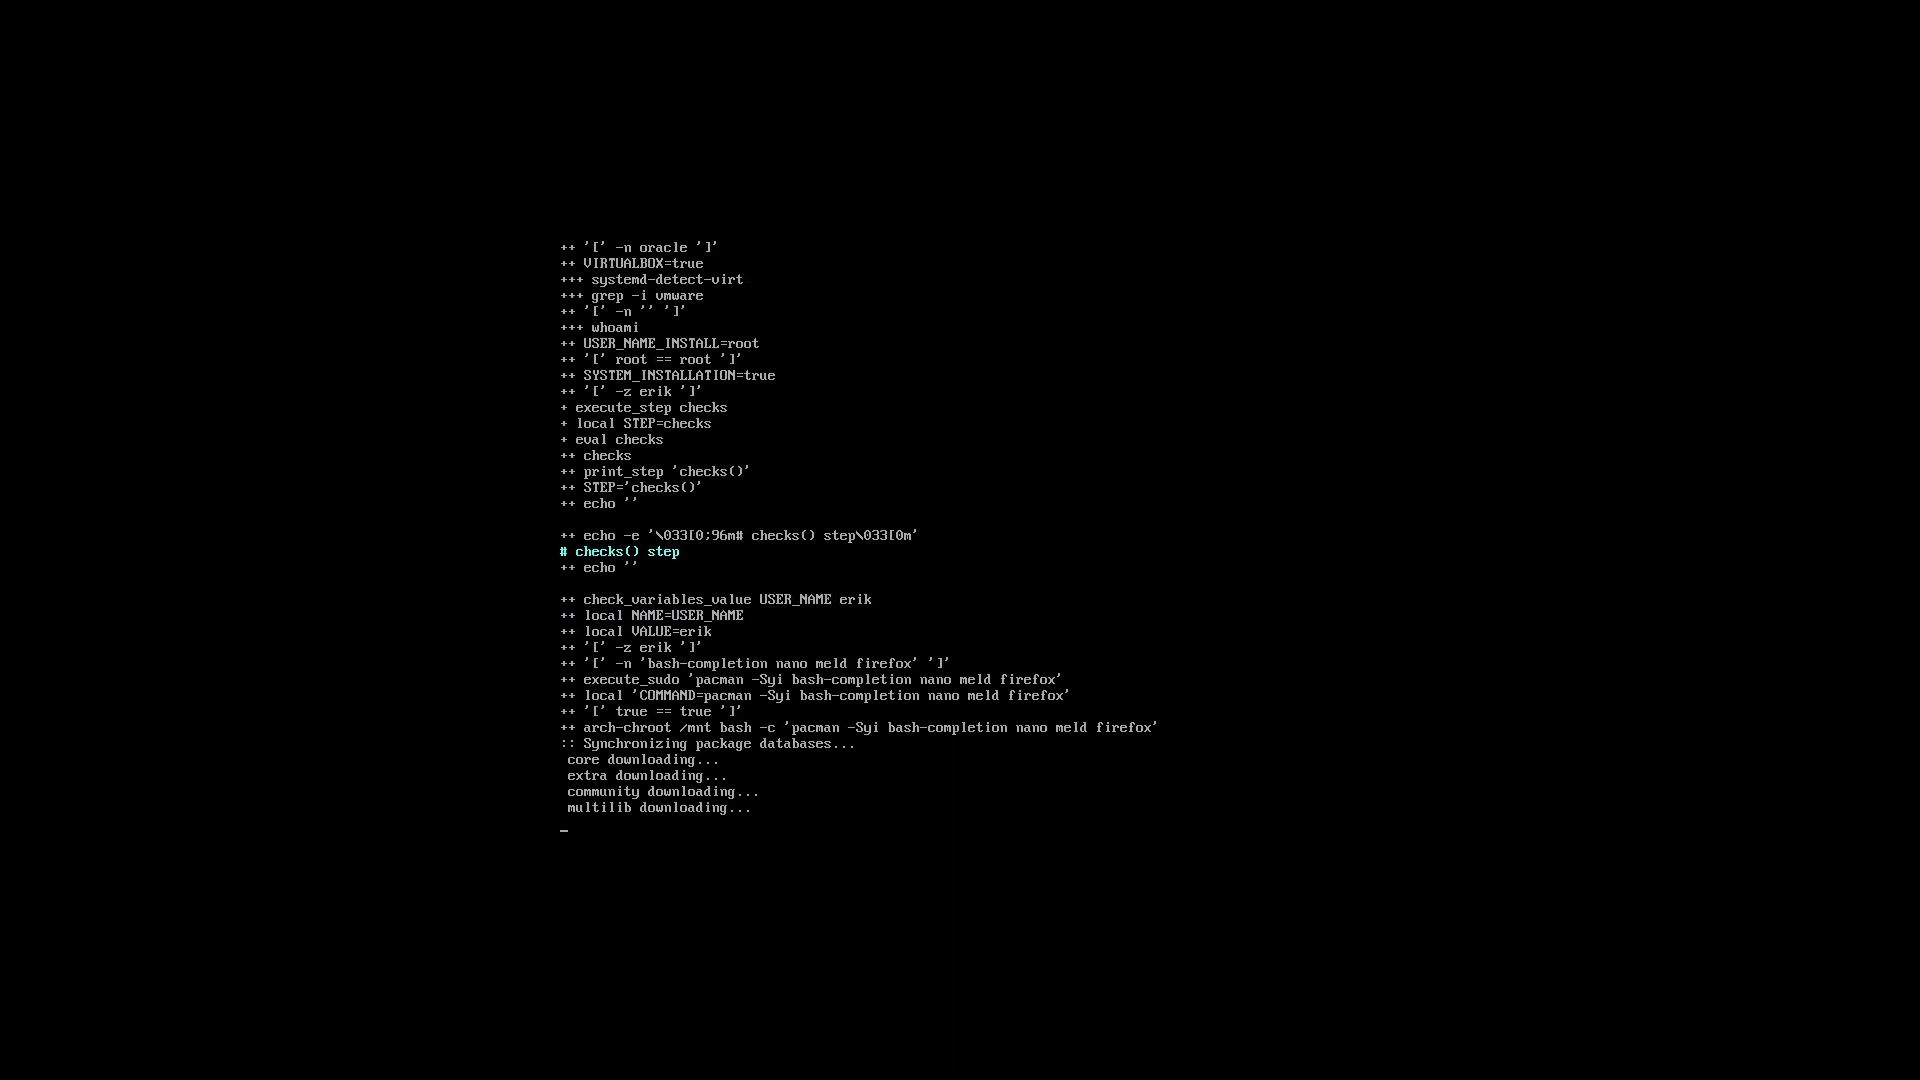 ++ '[' -n oracle ']'
++ VIRTUALBOX=true
+++ systemd-detect-virt
+++ grep -i vmware
++ '[' -n '' ']'
+++ whoami
++ USER_NAME_INSTALL=root
++ '[' root == root ']'
++ SYSTEM_INSTALLATION=true
++ '[' -z erik ']'
+ execute_step checks
+ local STEP=checks
+ eval checks
++ checks
++ print_step 'checks()'
++ STEP='checks()'
++ echo ''
++ echo -e '\033[0;96m# checks() step\033[0m'
# checks() step
++ echo ''
++ check_variables_value USER_NAME erik
++ local NAME=USER_NAME
++ local VALUE=erik
++ '[' -z erik ']'
++ '[' -n 'bash-completion nano meld firefox' ']'
++ execute_sudo 'pacman -Syi bash-completion nano meld firefox'
++ local 'COMMAND=pacman -Syi bash-completion nano meld firefox'
++ '[' true == true ']'
++ arch-chroot /mnt bash -c 'pacman -Syi bash-completion nano meld firefox'
:: Synchronizing package databases...
core downloading...
extra downloading...
community downloading...
multilib downloading...
_